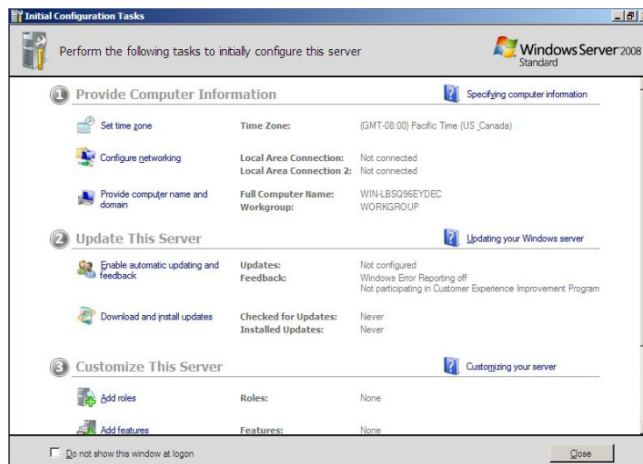 Initial Configuration Tasks
Perform the following tasks to initially configure this server
Windows Server 2008
Standard
1 Provide Computer Information
Specifying computer information
Set time zone Time Zone: (GMT-08:00) Pacific Time (US _Canada)
Configure networking Local Area Connection: Not connected
Local Area Connection 2: Not connected
Provide computer name and Full Computer Name: WIN-LBSQ96EYDEC
domain Workgroup: WORKGROUP
2 Update This Server
Updating your Windows server
Enable automatic updating and Updates: Not configured
feedback Feedback: Windows Error Reporting off
Not participating in Customer Experience Improvement Program
Download and install updates Checked for Updates: Never
Installed Updates: Never
3 Customize This Server
Customizing your server
Add roles Roles: None
Add features Features: None
Do not show this window at logon
Close